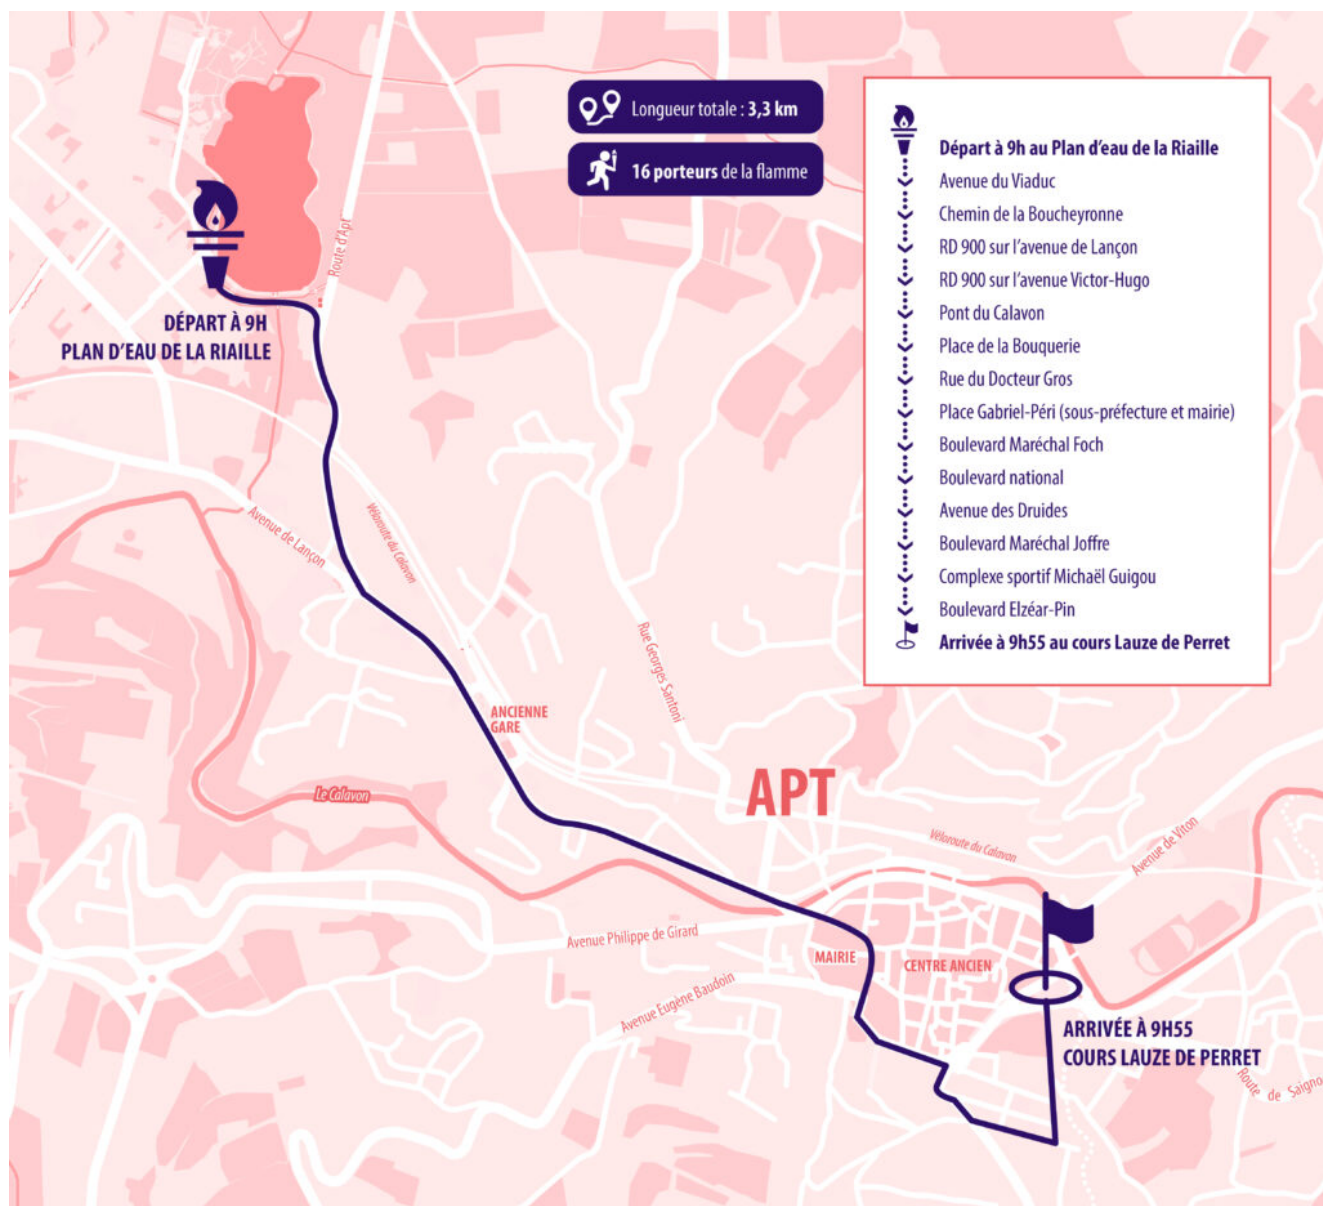 Longueur totale : 3,3 km
16 porteurs de la flamme
Départ à 9h au Plan d'eau de la Riaille
Avenue du Viaduc
Chemin de la Boucheyronne
RD 900 sur l'avenue de Lançon
RD 900 sur l'avenue Victor-Hugo
Pont du Calavon
Place de la Bouquerie
Rue du Docteur Gros
Place Gabriel-Péri (sous-préfecture et mairie)
Boulevard Maréchal Foch
Boulevard national
Avenue des Druides
Boulevard Maréchal Joffre
Complexe sportif Michaël Guigou
Boulevard Elzéar-Pin
Arrivée à 9h55 au cours Lauze de Perret
Route d'Apt
DÉPART À 9H
PLAN D'EAU DE LA RIAILLE
Avenue de Lançon
Véloroute du Calavon
Rue Georges Santoni
ANCIENNE
GARE
APT
Le Calavon
Véloroute du Calavon
Avenue de Viton
Avenue Philippe de Girard
MAIRIE
CENTRE ANCIEN
Avenue Eugène Baudoin
ARRIVÉE À 9H55
COURS LAUZE DE PERRET
Route de Saigno